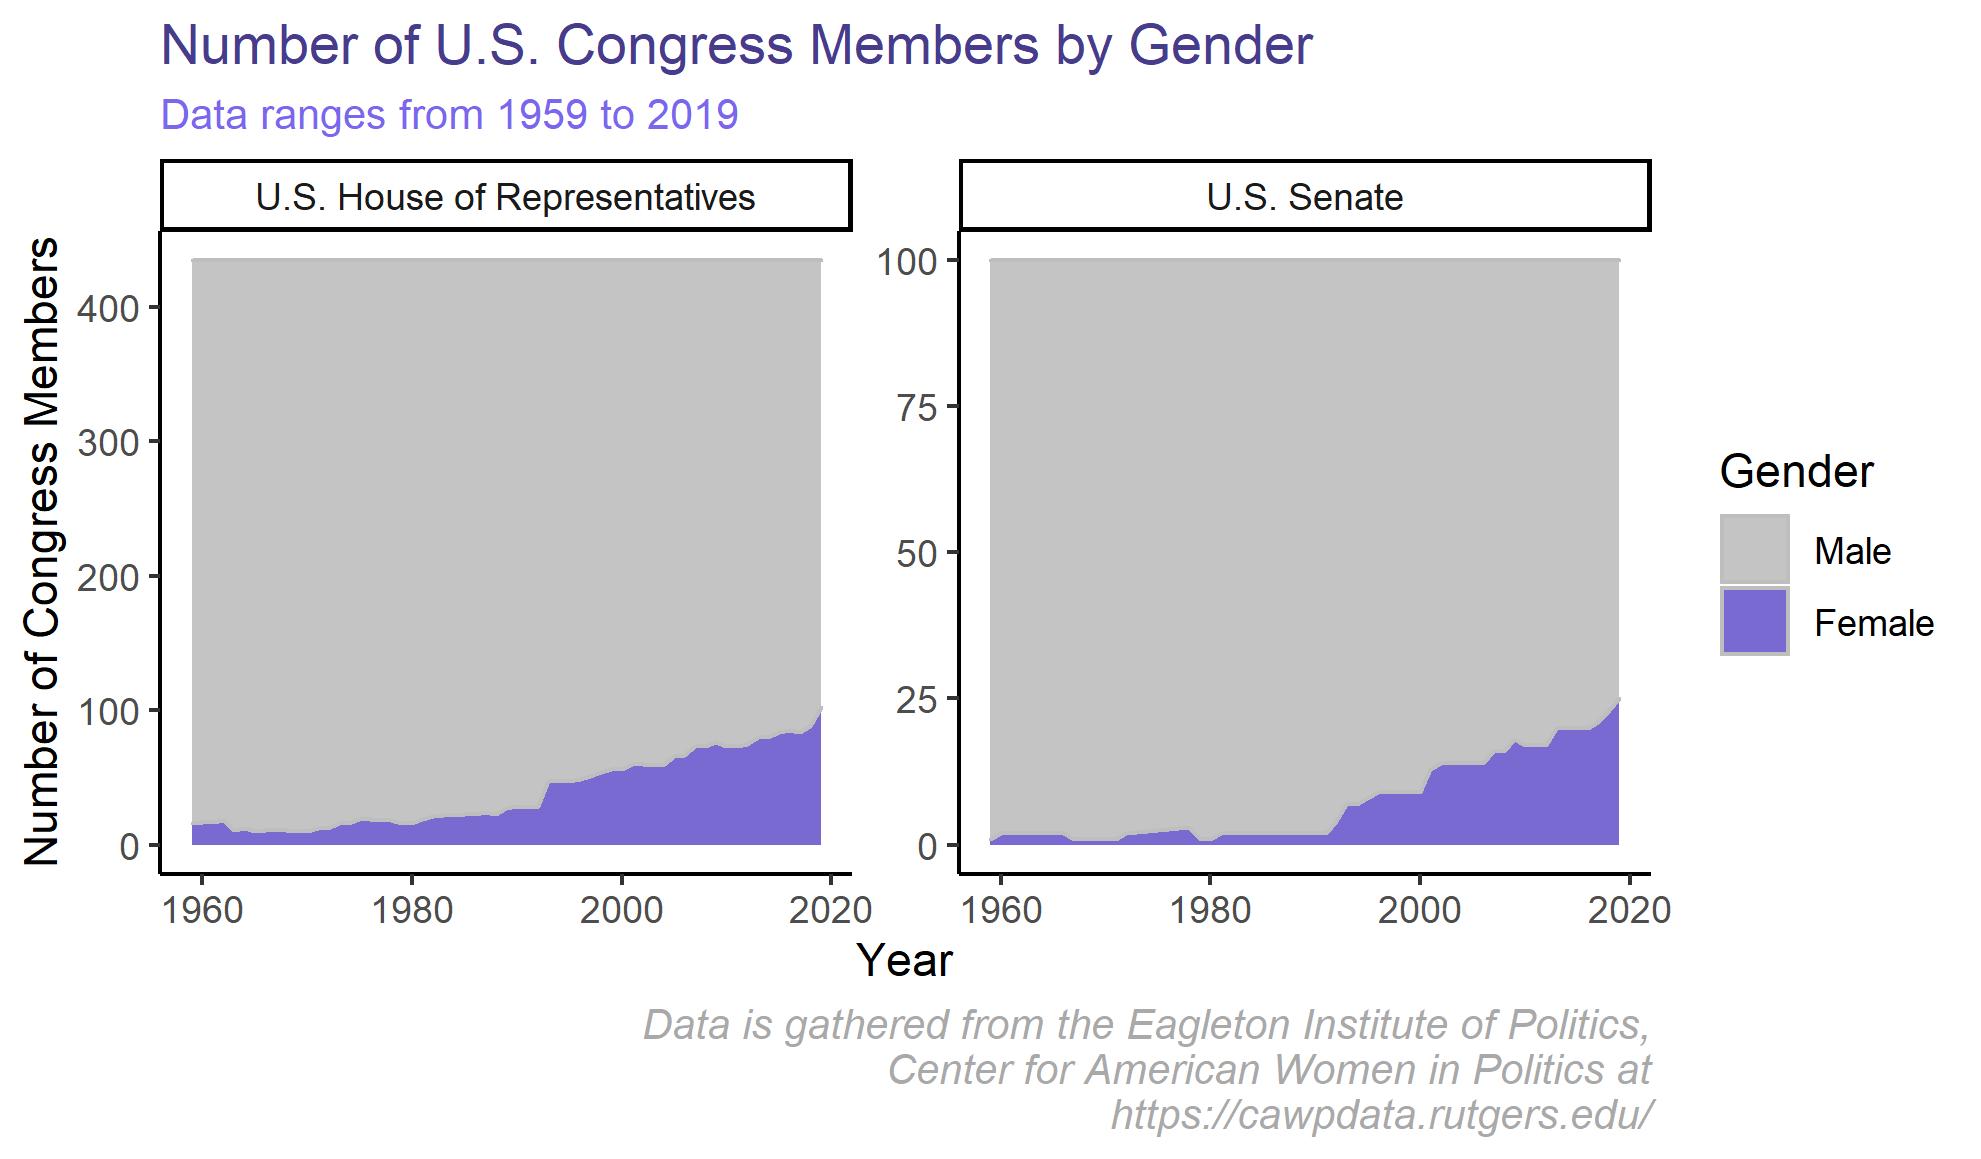 Number of U.S. Congress Members by Gender
Data ranges from 1959 to 2019
U.S. House of Representatives
U.S. Senate
Number of Congress Members
400
300
200
100
0
1960 1980 2000 2020
100
75
50
25
0
1960 1980 2000 2020
Year
Gender
Male
Female
Data is gathered from the Eagleton Institute of Politics,
Center for American Women in Politics at
https://cawpdata.rutgers.edu/